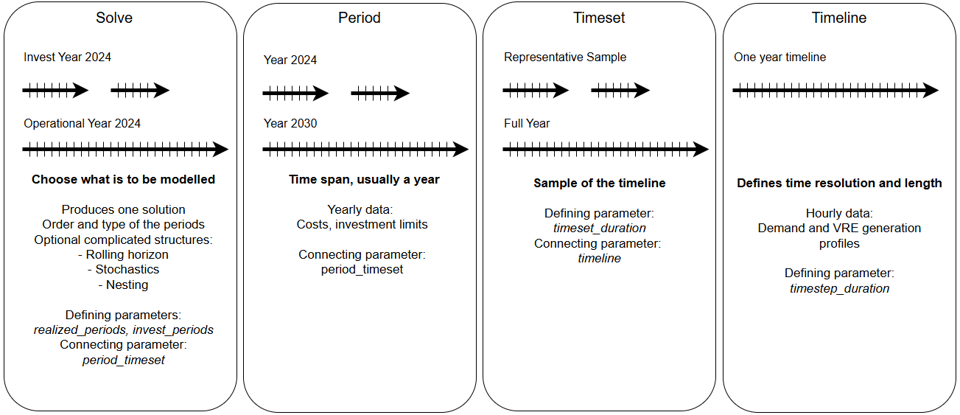 Solve
Invest Year 2024
Operational Year 2024
Choose what is to be modelled
Produces one solution
Order and type of the periods
Optional complicated structures:
- Rolling horizon
- Stochastics
- Nesting
Defining parameters:
realized_periods, invest_periods
Connecting parameter:
period_timeset
Period
Year 2024
Year 2030
Time span, usually a year
Yearly data:
Costs, investment limits
Connecting parameter:
period_timeset
Timeset
Representative Sample
Full Year
Sample of the timeline
Defining parameter:
timeset_duration
Connecting parameter:
timeline
Timeline
One year timeline
Defines time resolution and length
Hourly data:
Demand and VRE generation
profiles
Defining parameter:
timestep_duration